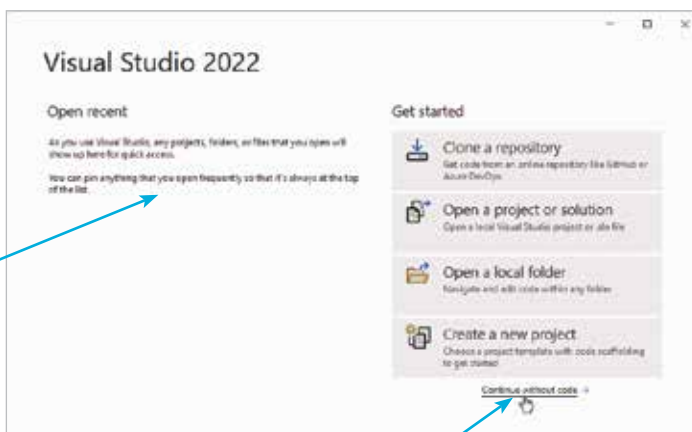 Visual Studio 2022
Open recent
As you use Visual Studio, any projects, folders, or files that you open will
show up here for quick access.
You can pin anything that you open frequently so that it's always at the top
of the list.
Get started
Clone a repository
Get code from an online repository like GitHub or
Azure DevOps
Open a project or solution
Open a local Visual Studio project or .sln file
Open a local folder
Navigate and edit code within any folder
Create a new project
Choose a project template with code scaffolding
to get started
Continue without code →